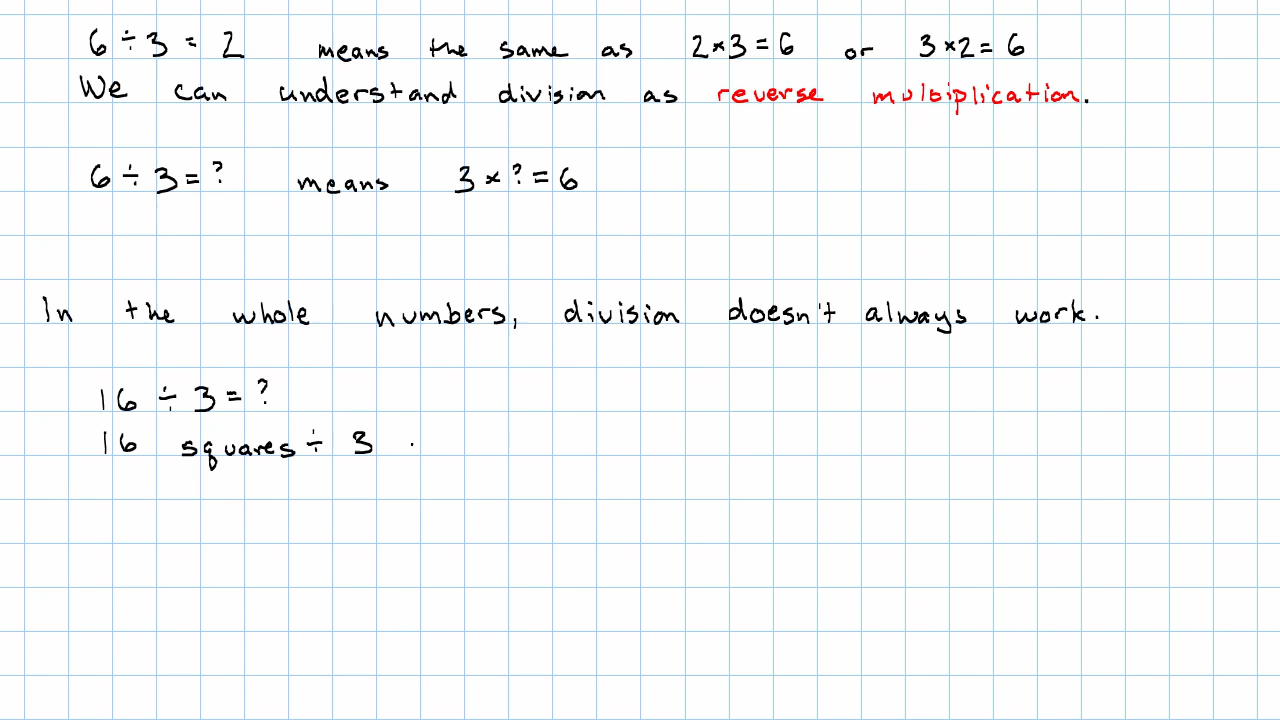 6 ÷ 3 = 2 means the same as 2 × 3 = 6 or 3 × 2 = 6
We can understand division as reverse multiplication.
6 ÷ 3 = ? means 3 × ? = 6
In the whole numbers, division doesn't always work.
16 ÷ 3 = ?
16 squares ÷ 3